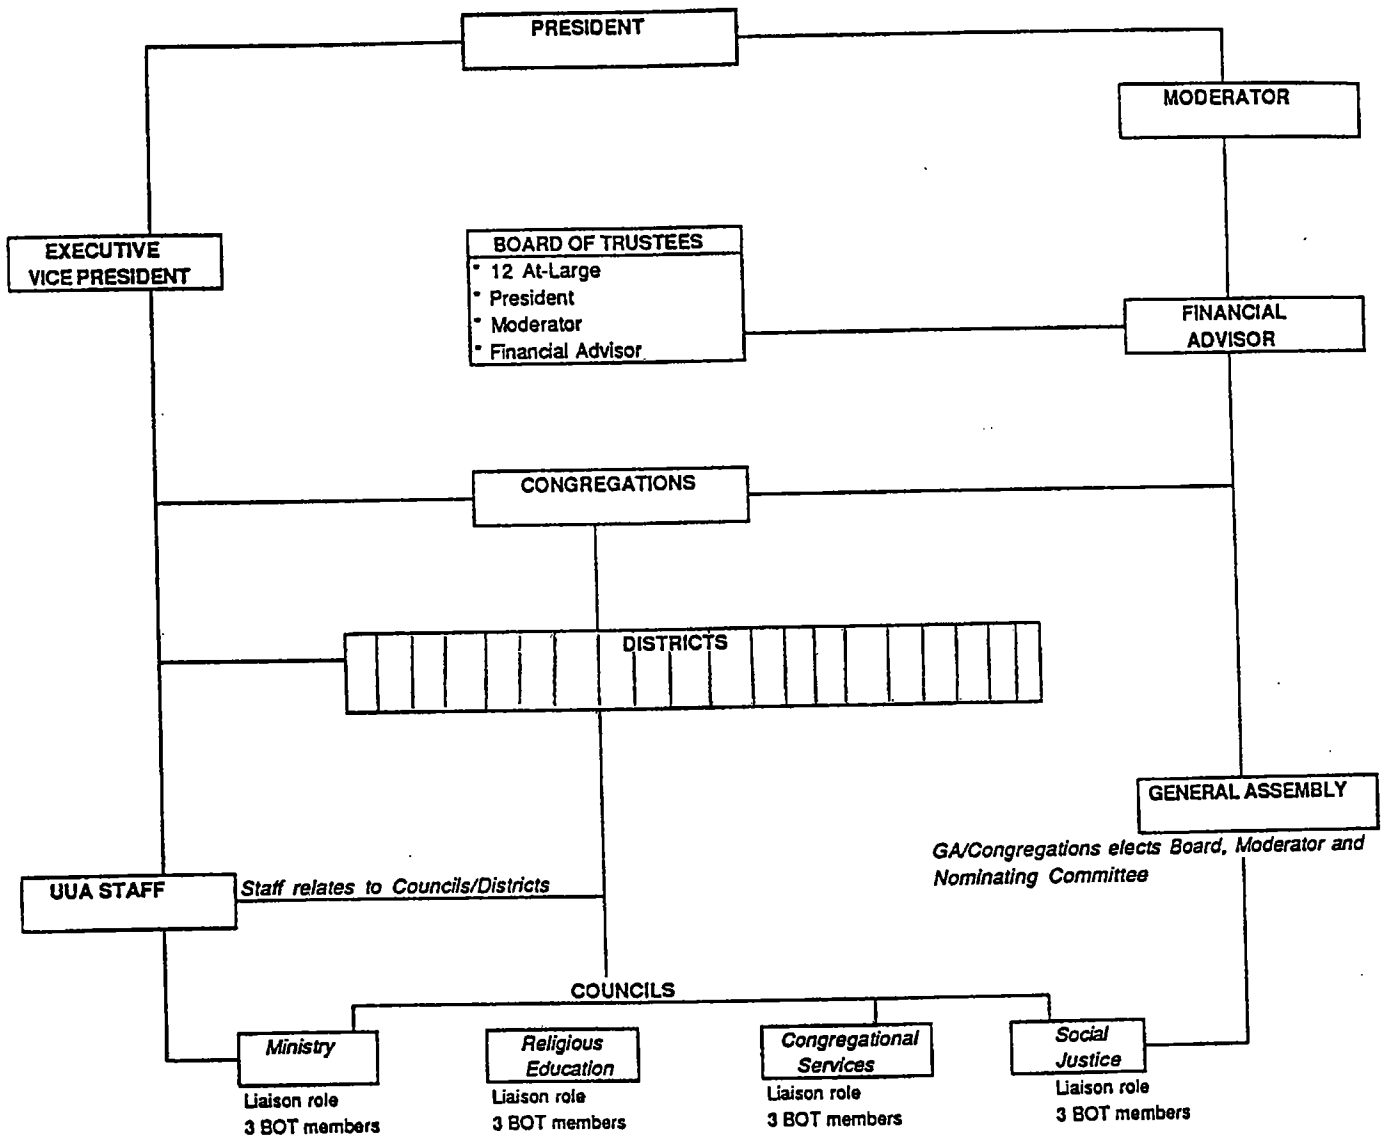 PRESIDENT
MODERATOR
EXECUTIVE
VICE PRESIDENT
BOARD OF TRUSTEES
* 12 At-Large
* President
* Moderator
* Financial Advisor
FINANCIAL
ADVISOR
CONGREGATIONS
DISTRICTS
GENERAL ASSEMBLY
GA/Congregations elects Board, Moderator and
Nominating Committee
UUA STAFF
Staff relates to Councils/Districts
COUNCILS
Ministry
Liaison role
3 BOT members
Religious
Education
Liaison role
3 BOT members
Congregational
Services
Liaison role
3 BOT members
Social
Justice
Liaison role
3 BOT members